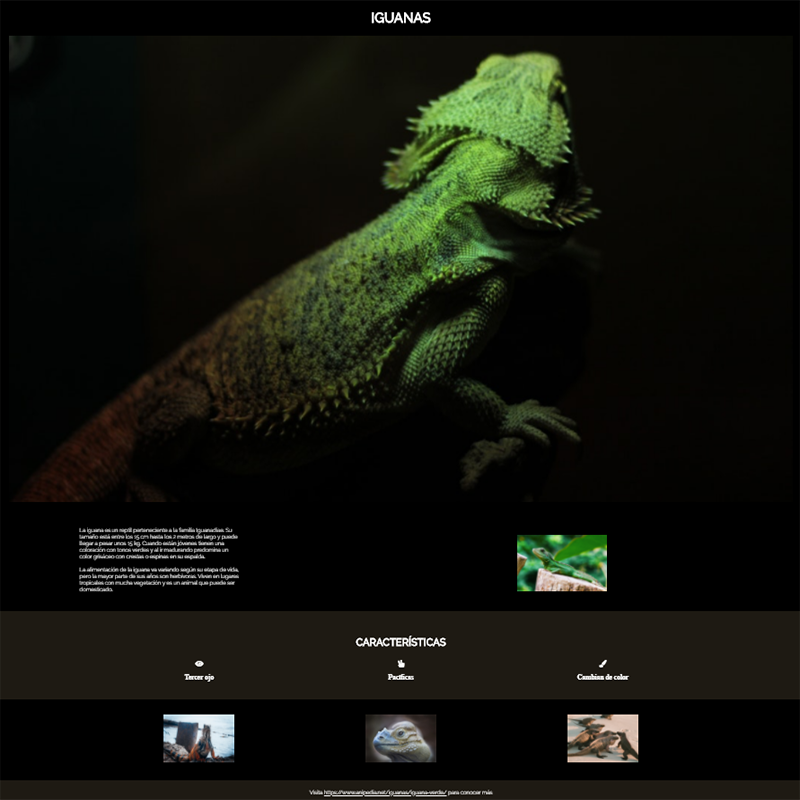 IGUANAS
La iguana es un reptil perteneciente a la familia Iguanadias. Su
tamaño está entre los 15 cm hasta los 2 metros de largo y puede
llegar a pesar unos 15 kg. Cuando están jóvenes tienen una
coloración con tonos verdes y al ir madurando predomina un
color grisáceo con crestas o espinas en su espalda.
La alimentación de la iguana va variando según su etapa de vida,
pero la mayor parte de sus años son herbívoras. Viven en lugares
tropicales con mucha vegetación y es un animal que puede ser
domesticado.
CARACTERÍSTICAS
Tercer ojo
Pacíficas
Cambian de color
Visita https://www.anipedia.net/iguanas/iguana-verde/ para conocer más